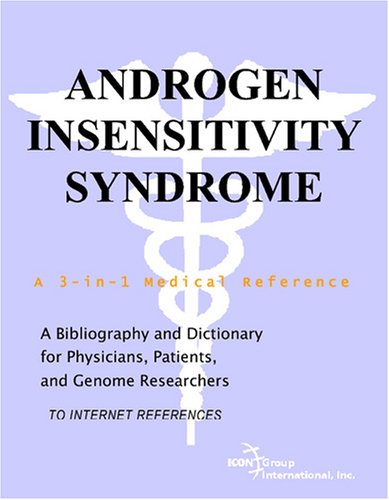 ANDROGEN
INSENSITIVITY
SYNDROME
A 3-in-1 Medical Reference
A Bibliography and Dictionary
for Physicians, Patients,
and Genome Researchers
TO INTERNET REFERENCES
ICON Group
International, Inc.